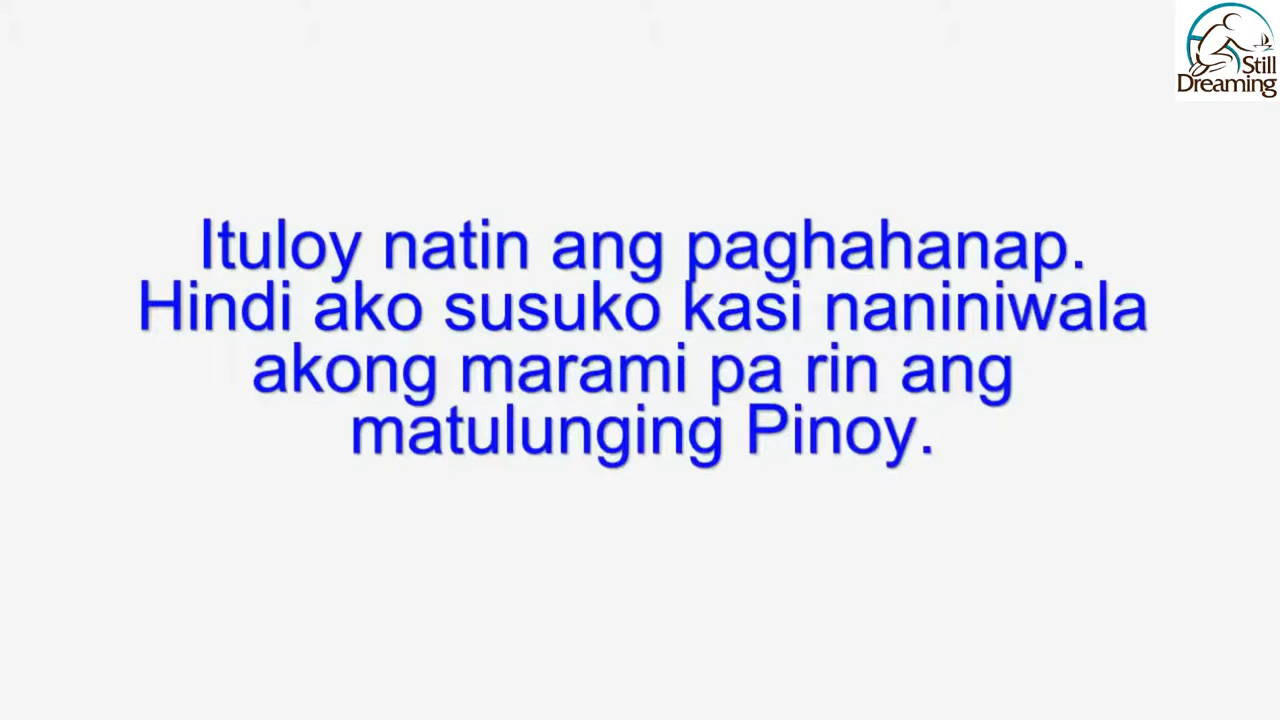 Still
Dreaming
Ituloy natin ang paghahanap.
Hindi ako susuko kasi naniniwala
akong marami pa rin ang
matulunging Pinoy.